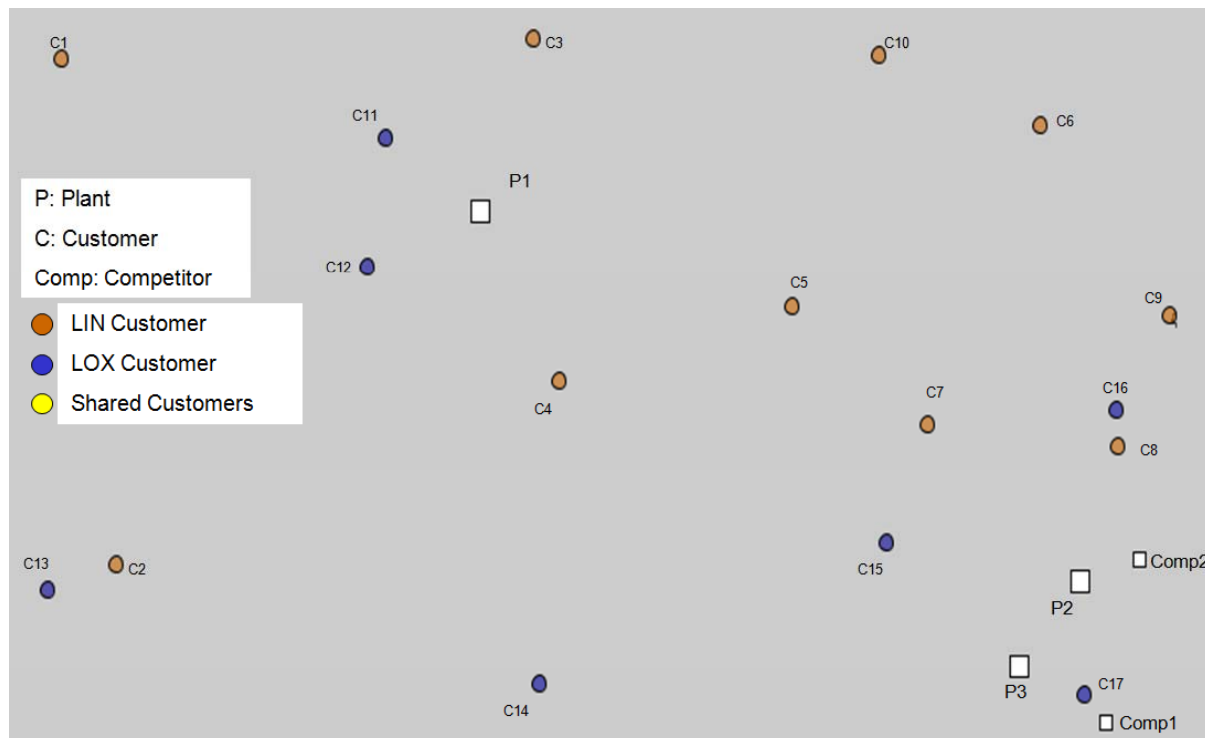 C1
C3
C10
C11
C6
P1
P: Plant
C: Customer
Comp: Competitor
C12
C5
C9
LIN Customer
LOX Customer
Shared Customers
C4
C7
C16
C8
C13
C2
C15
Comp2
P2
P3
C17
C14
Comp1